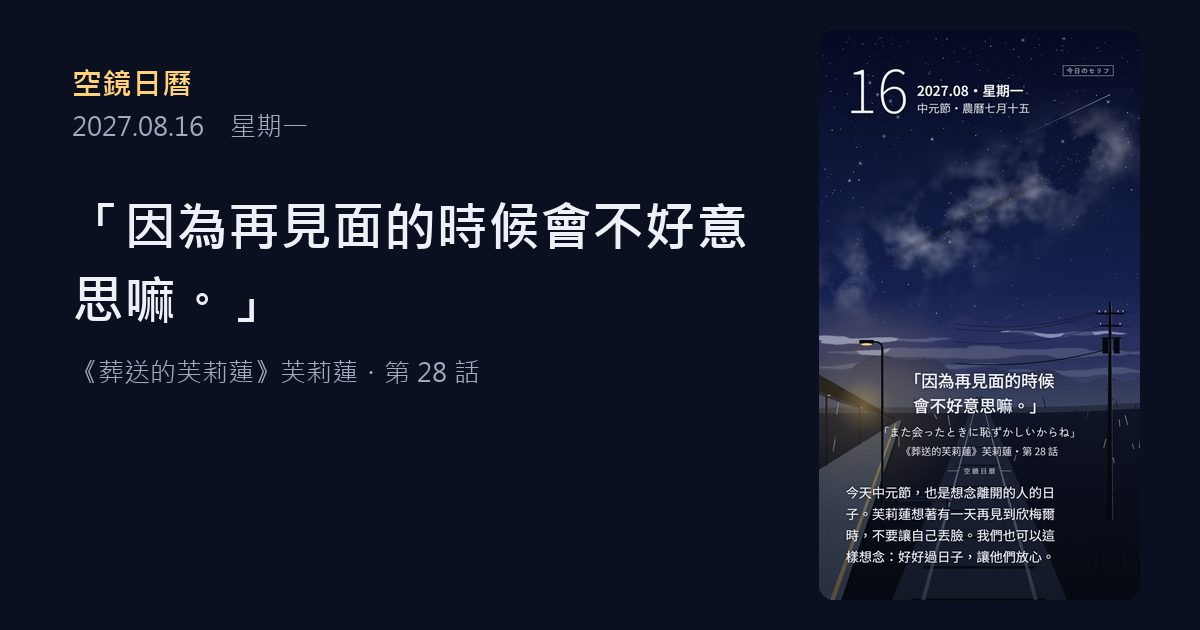 空鏡日曆
2027.08.16 星期一
「因為再見面的時候會不好意
思嘛。」
《葬送的芙莉蓮》芙莉蓮・第 28 話
16
2027.08・星期一
中元節・農曆七月十五
今日のセリフ
「因為再見面的時候
會不好意思嘛。」
「また会ったときに恥ずかしいからね」
《葬送的芙莉蓮》芙莉蓮・第 28 話
空鏡日曆
今天中元節，也是想念離開的人的日
子。芙莉蓮想著有一天再見到欣梅爾
時，不要讓自己丟臉。我們也可以這
樣想念：好好過日子，讓他們放心。